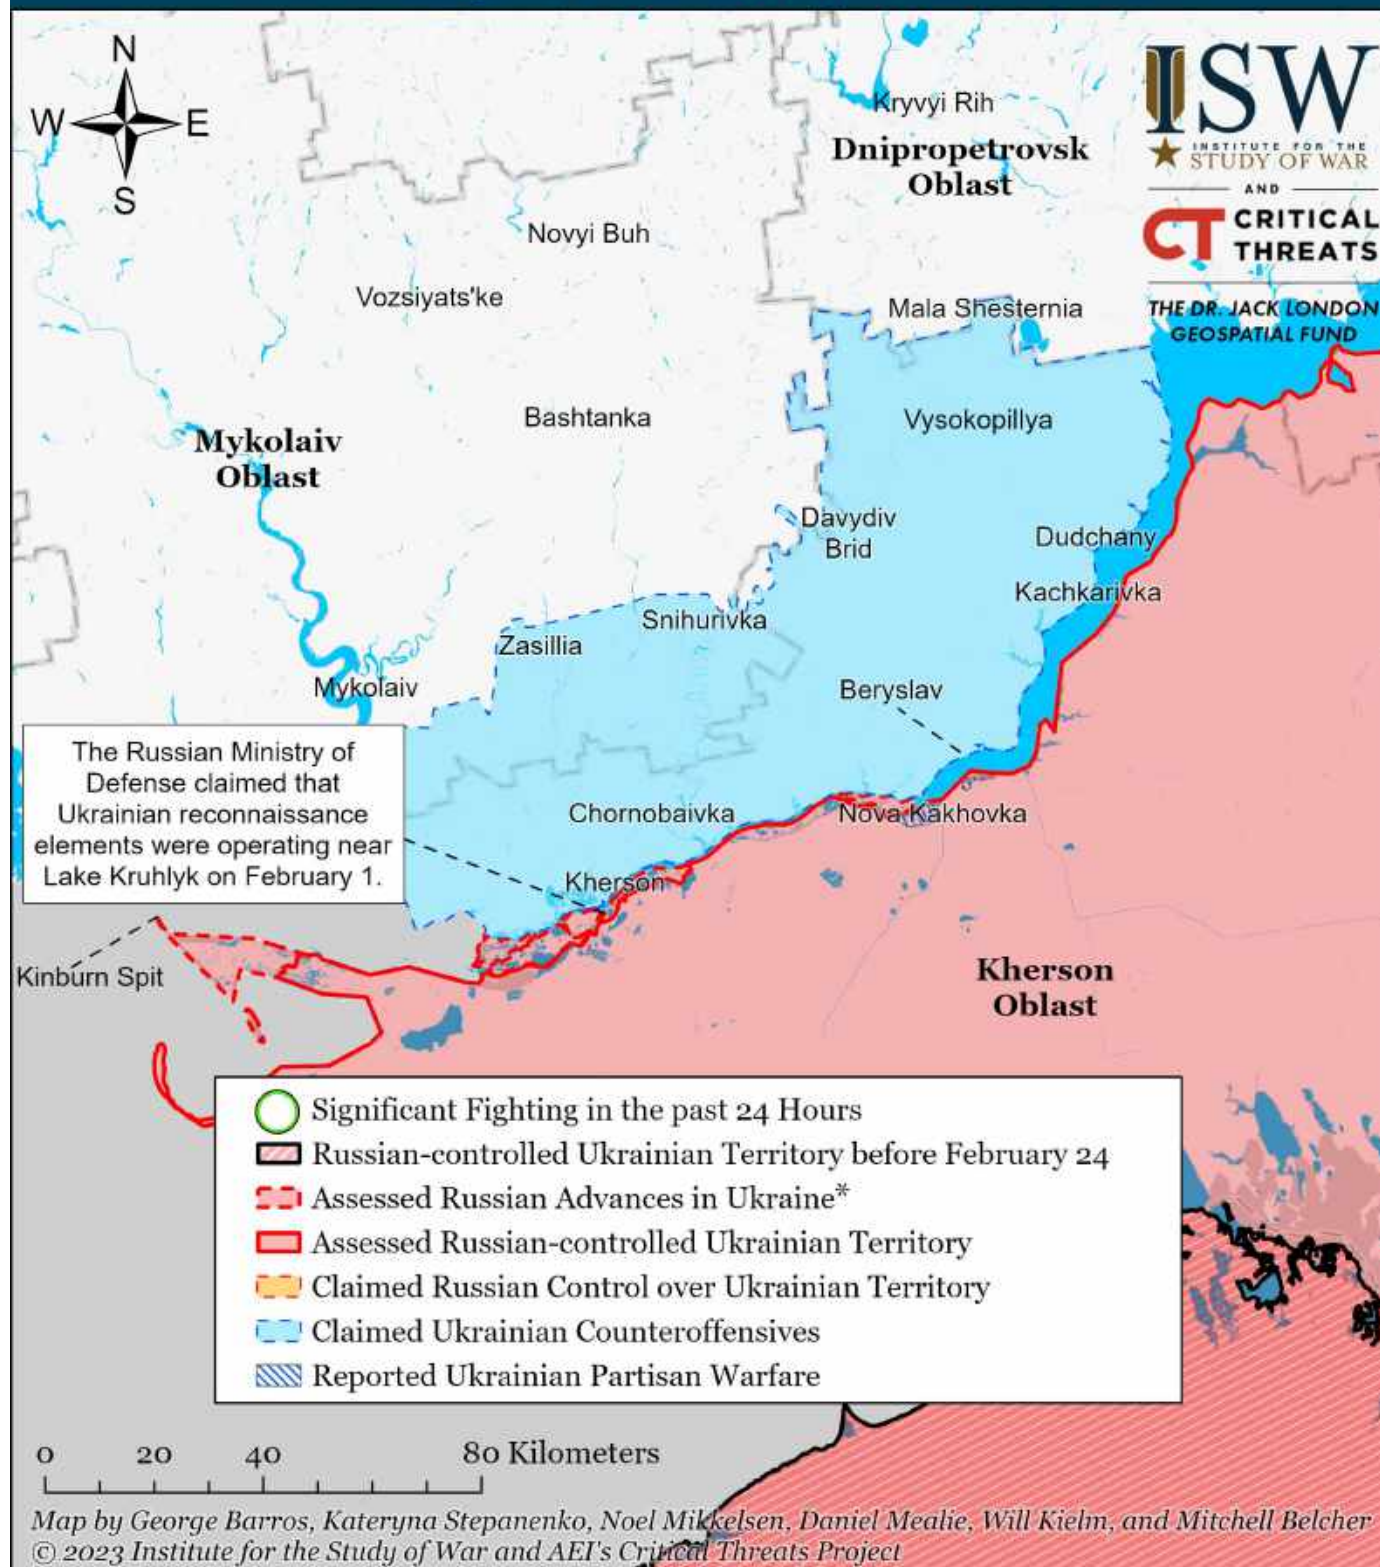 N
W
E
S
Kryvyi Rih
Dnipropetrovsk
Oblast
ISW
INSTITUTE FOR THE
STUDY OF WAR
AND
CT CRITICAL
THREATS
THE DR. JACK LONDON
GEOSPATIAL FUND
Novyi Buh
Vozsiyats'ke
Mala Shesternia
Bashtanka
Vysokopillya
Mykolaiv
Oblast
Davydiv
Brid
Dudchany
Kachkarivka
Snihurivka
Zasillia
Mykolaiv
Beryslav
The Russian Ministry of
Defense claimed that
Ukrainian reconnaissance
elements were operating near
Lake Kruhlyk on February 1.
Chornobaivka
Nova Kakhovka
Kherson
Kinburn Spit
Kherson
Oblast
Significant Fighting in the past 24 Hours
Russian-controlled Ukrainian Territory before February 24
Assessed Russian Advances in Ukraine*
Assessed Russian-controlled Ukrainian Territory
Claimed Russian Control over Ukrainian Territory
Claimed Ukrainian Counteroffensives
Reported Ukrainian Partisan Warfare
0 20 40 80 Kilometers
Map by George Barros, Kateryna Stepanenko, Noel Mikkelsen, Daniel Mealie, Will Kielm, and Mitchell Belcher
© 2023 Institute for the Study of War and AEI's Critical Threats Project